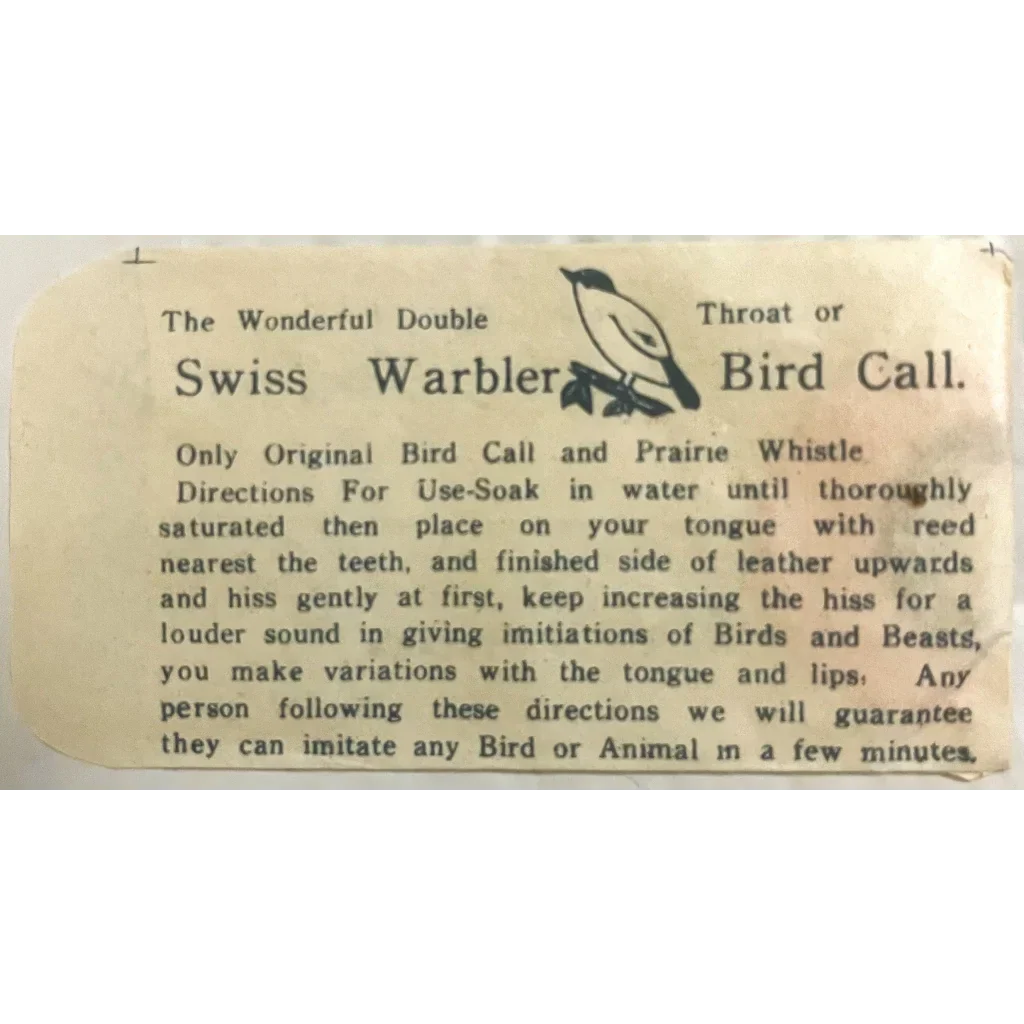 The Wonderful Double Throat or
Swiss Warbler Bird Call.
Only Original Bird Call and Prairie Whistle
Directions For Use-Soak in water until thoroughly
saturated then place on your tongue with reed
nearest the teeth, and finished side of leather upwards
and hiss gently at first, keep increasing the hiss for a
louder sound in giving imitiations of Birds and Beasts,
you make variations with the tongue and lips. Any
person following these directions we will guarantee
they can imitate any Bird or Animal in a few minutes.